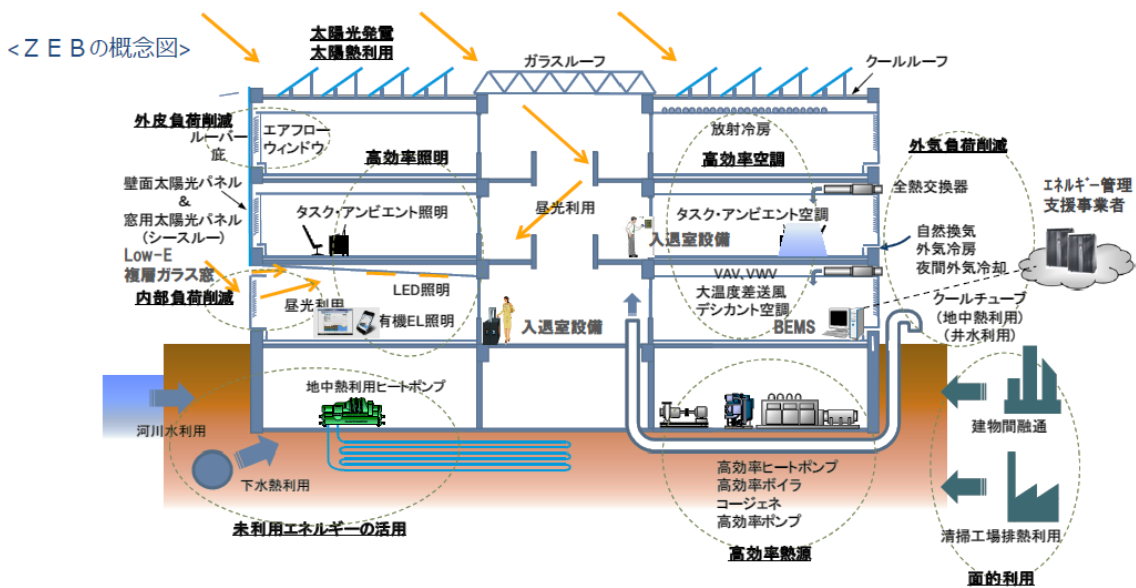 <ZEBの概念図>
太陽光発電
太陽熱利用
ガラスルーフ
クールルーフ
外皮負荷削減
ルーバー
庇
エアフロー
ウィンドウ
高効率照明
放射冷房
高効率空調
外気負荷削減
壁面太陽光パネル
&
窓用太陽光パネル
(シースルー)
Low-E
複層ガラス窓
内部負荷削減
タスク・アンビエント照明
昼光利用
入退室設備
タスク・アンビエント空調
全熱交換器
自然換気
外気冷房
夜間外気冷却
エネルギー管理
支援事業者
昼光利用
LED照明
有機EL照明
入退室設備
VAV、VWV
大温度差送風
デシカント空調
BEMS
クールチューブ
(地中熱利用)
(井水利用)
河川水利用
下水熱利用
地中熱利用ヒートポンプ
未利用エネルギーの活用
高効率ヒートポンプ
高効率ボイラ
コージェネ
高効率ポンプ
高効率熱源
建物間融通
清掃工場排熱利用
面的利用